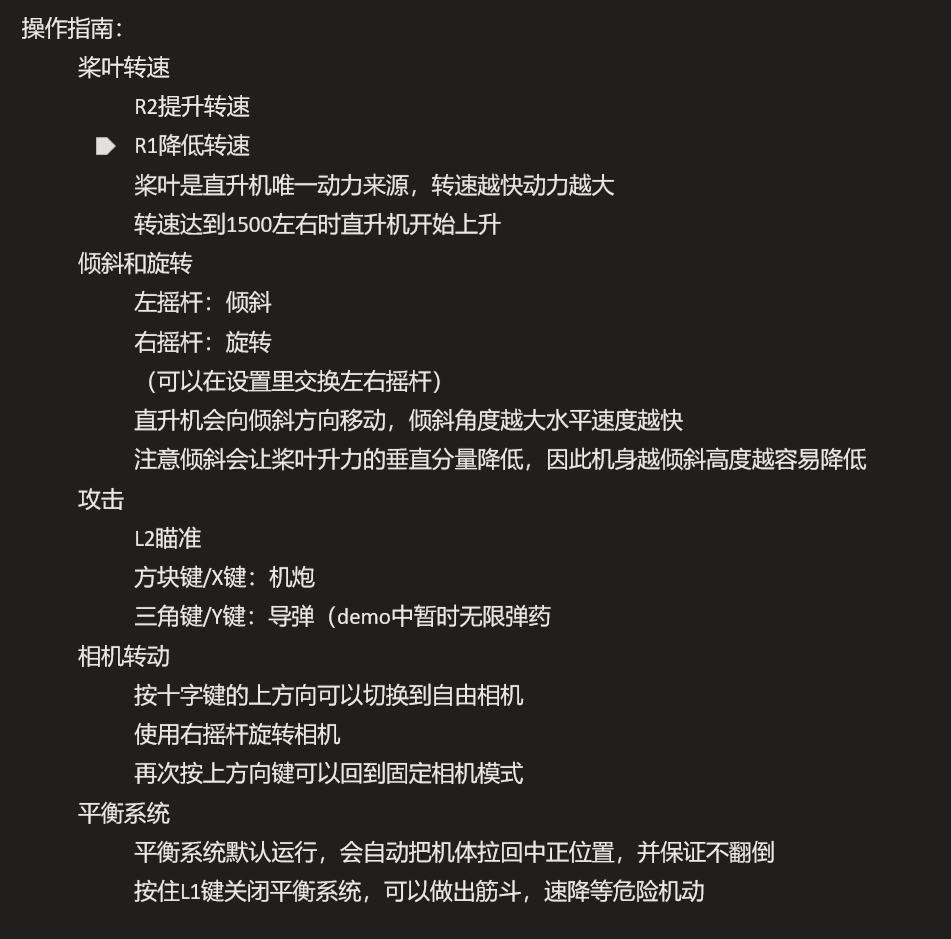 操作指南：
桨叶转速
R2提升转速
R1降低转速
桨叶是直升机唯一动力来源，转速越快动力越大
转速达到1500左右时直升机开始上升
倾斜和旋转
左摇杆：倾斜
右摇杆：旋转
（可以在设置里交换左右摇杆）
直升机会向倾斜方向移动，倾斜角度越大水平速度越快
注意倾斜会让桨叶升力的垂直分量降低，因此机身越倾斜高度越容易降低
攻击
L2瞄准
方块键/X键：机炮
三角键/Y键：导弹（demo中暂时无限弹药
相机转动
按十字键的上方向可以切换到自由相机
使用右摇杆旋转相机
再次按上方向键可以回到固定相机模式
平衡系统
平衡系统默认运行，会自动把机体拉回中正位置，并保证不翻倒
按住L1键关闭平衡系统，可以做出筋斗，速降等危险机动